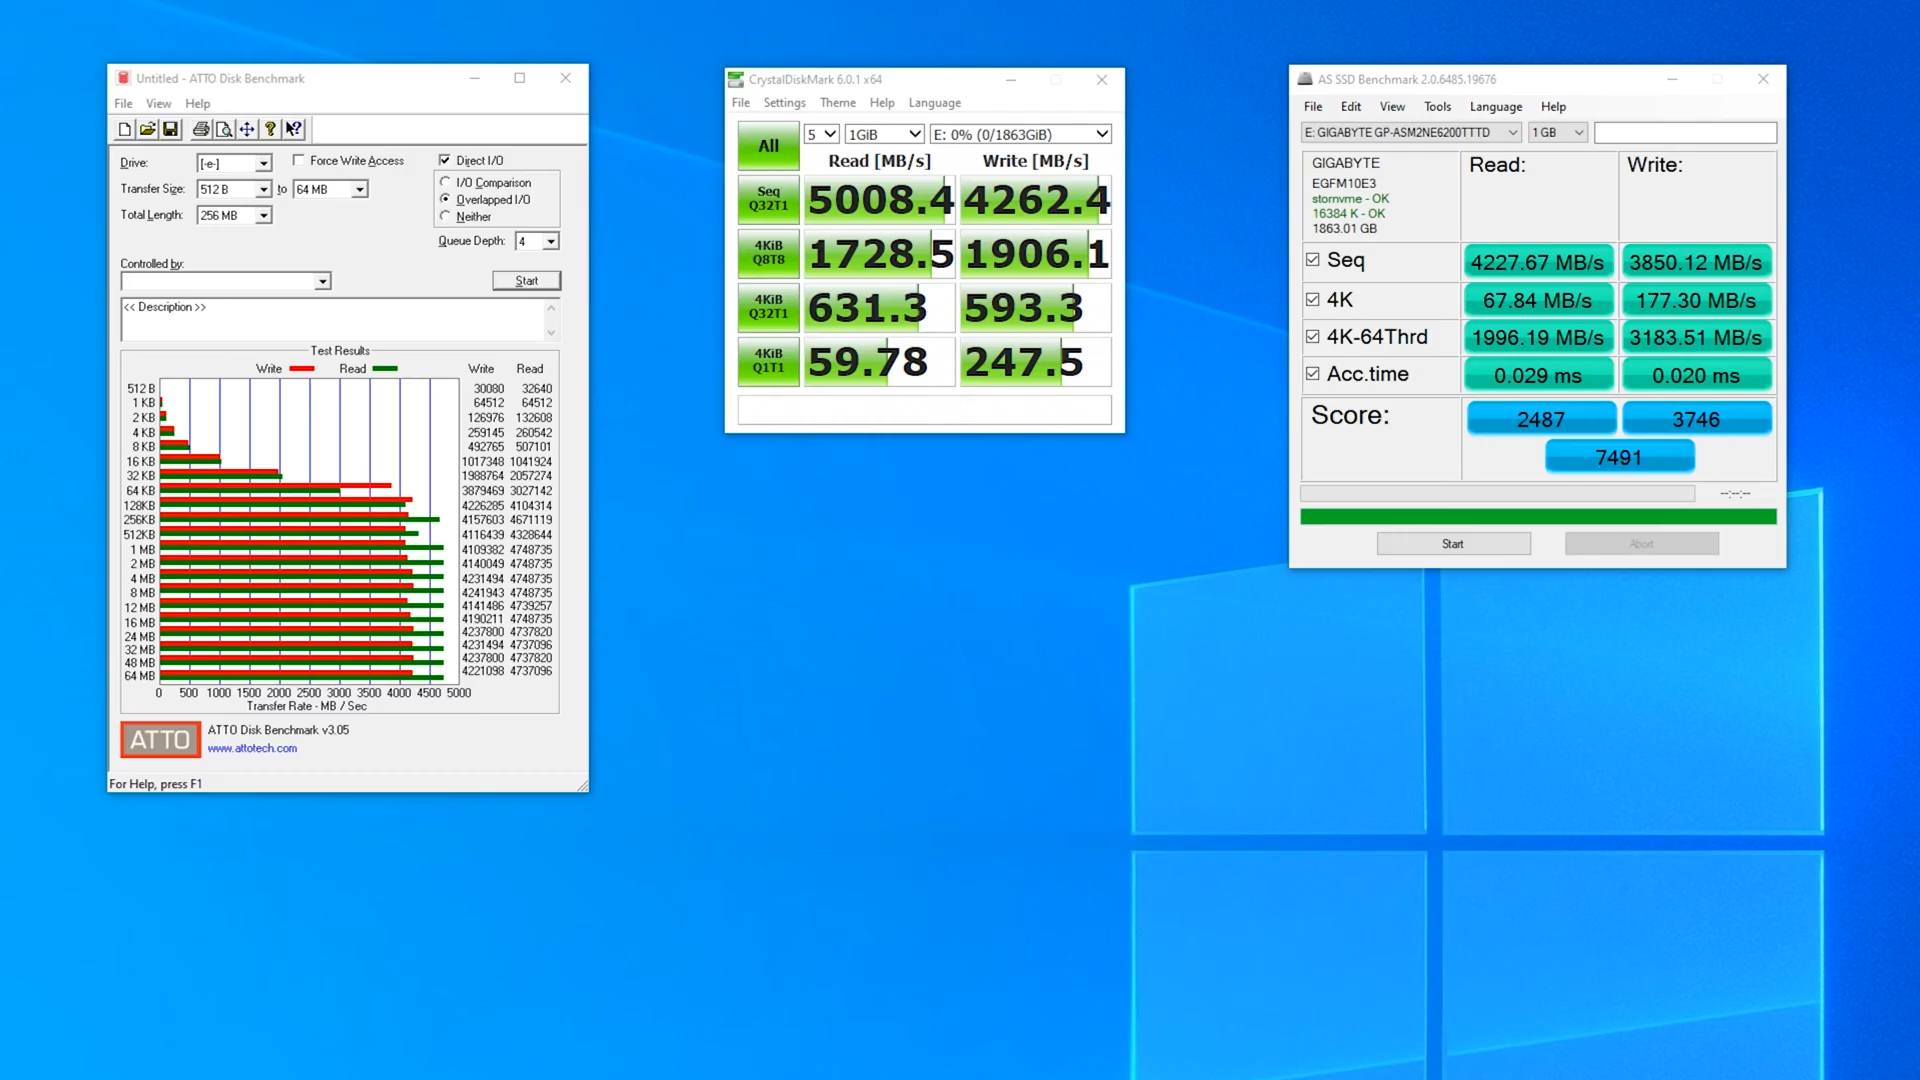 Untitled - ATTO Disk Benchmark
File View Help
Drive: [-e-] Force Write Access Direct I/O
Transfer Size: 512 B to 64 MB I/O Comparison
Overlapped I/O
Total Length: 256 MB Neither
Queue Depth: 4
Controlled by:
Start
<< Description >>
Test Results
Write Read Write Read
512 B 30080 32640
1 KB 64512 64512
2 KB 126976 132608
4 KB 259145 260542
8 KB 492765 507101
16 KB 1017348 1041924
32 KB 1988764 2057274
64 KB 3879469 3027142
128KB 4226285 4104314
256KB 4157603 4671119
512KB 4116439 4328644
1 MB 4109382 4748735
2 MB 4140049 4748735
4 MB 4231494 4748735
8 MB 4241943 4748735
12 MB 4141486 4739257
16 MB 4190211 4748735
24 MB 4237800 4737820
32 MB 4231494 4737096
48 MB 4237800 4737820
64 MB 4221098 4737096
0 500 1000 1500 2000 2500 3000 3500 4000 4500 5000
Transfer Rate - MB / Sec
ATTO
ATTO Disk Benchmark v3.05
www.attotech.com
For Help, press F1
CrystalDiskMark 6.0.1 x64
File Settings Theme Help Language
All 5 1GiB E: 0% (0/1863GiB)
Read [MB/s] Write [MB/s]
Seq
Q32T1 5008.4 4262.4
4KiB
Q8T8 1728.5 1906.1
4KiB
Q32T1 631.3 593.3
4KiB
Q1T1 59.78 247.5
AS SSD Benchmark 2.0.6485.19676
File Edit View Tools Language Help
E: GIGABYTE GP-ASM2NE6200TTTD 1 GB
GIGABYTE Read: Write:
EGFM10E3
stornvme - OK
16384 K - OK
1863.01 GB
Seq 4227.67 MB/s 3850.12 MB/s
4K 67.84 MB/s 177.30 MB/s
4K-64Thrd 1996.19 MB/s 3183.51 MB/s
Acc.time 0.029 ms 0.020 ms
Score: 2487 3746
7491
--:--:--
Start Abort